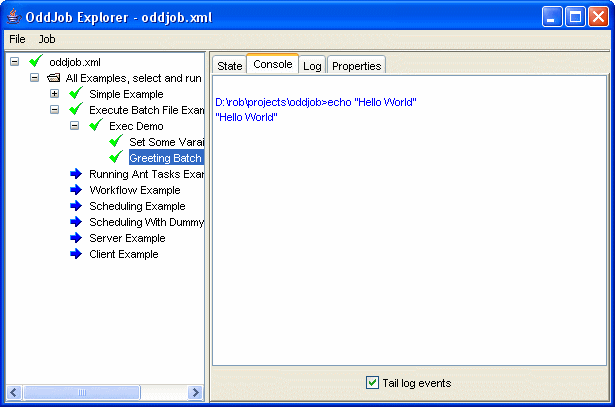 OddJob Explorer - oddjob.xml
File Job
oddjob.xml
All Examples, select and run
Simple Example
Execute Batch File Exam
Exec Demo
Set Some Varai
Greeting Batch
Running Ant Tasks Exar
Workflow Example
Scheduling Example
Scheduling With Dummy
Server Example
Client Example
State Console Log Properties
D:\rob\projects\oddjob>echo "Hello World"
"Hello World"
Tail log events